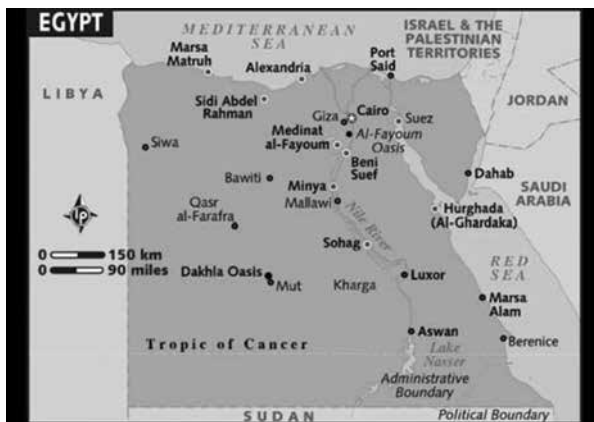 EGYPT
MEDITERRANEAN
SEA
ISRAEL & THE
PALESTINIAN
TERRITORIES
Marsa
Matruh
Alexandria
Port
Said
LIBYA
JORDAN
Sidi Abdel
Rahman
Giza
Cairo
Suez
Al-Fayoum
Oasis
Medinat
al-Fayoum
Siwa
Beni
Suef
Bawiti
Dahab
Minya
Mallawi
SAUDI
ARABIA
Qasr
al-Farafra
Nile River
Hurghada
(Al-Ghardaka)
lp
0 150 km
0 90 miles
Sohag
RED
SEA
Dakhla Oasis
Mut
Kharga
Luxor
Marsa
Alam
Aswan
Berenice
Tropic of Cancer
Lake
Nasser
Administrative
Boundary
SUDAN
Political Boundary